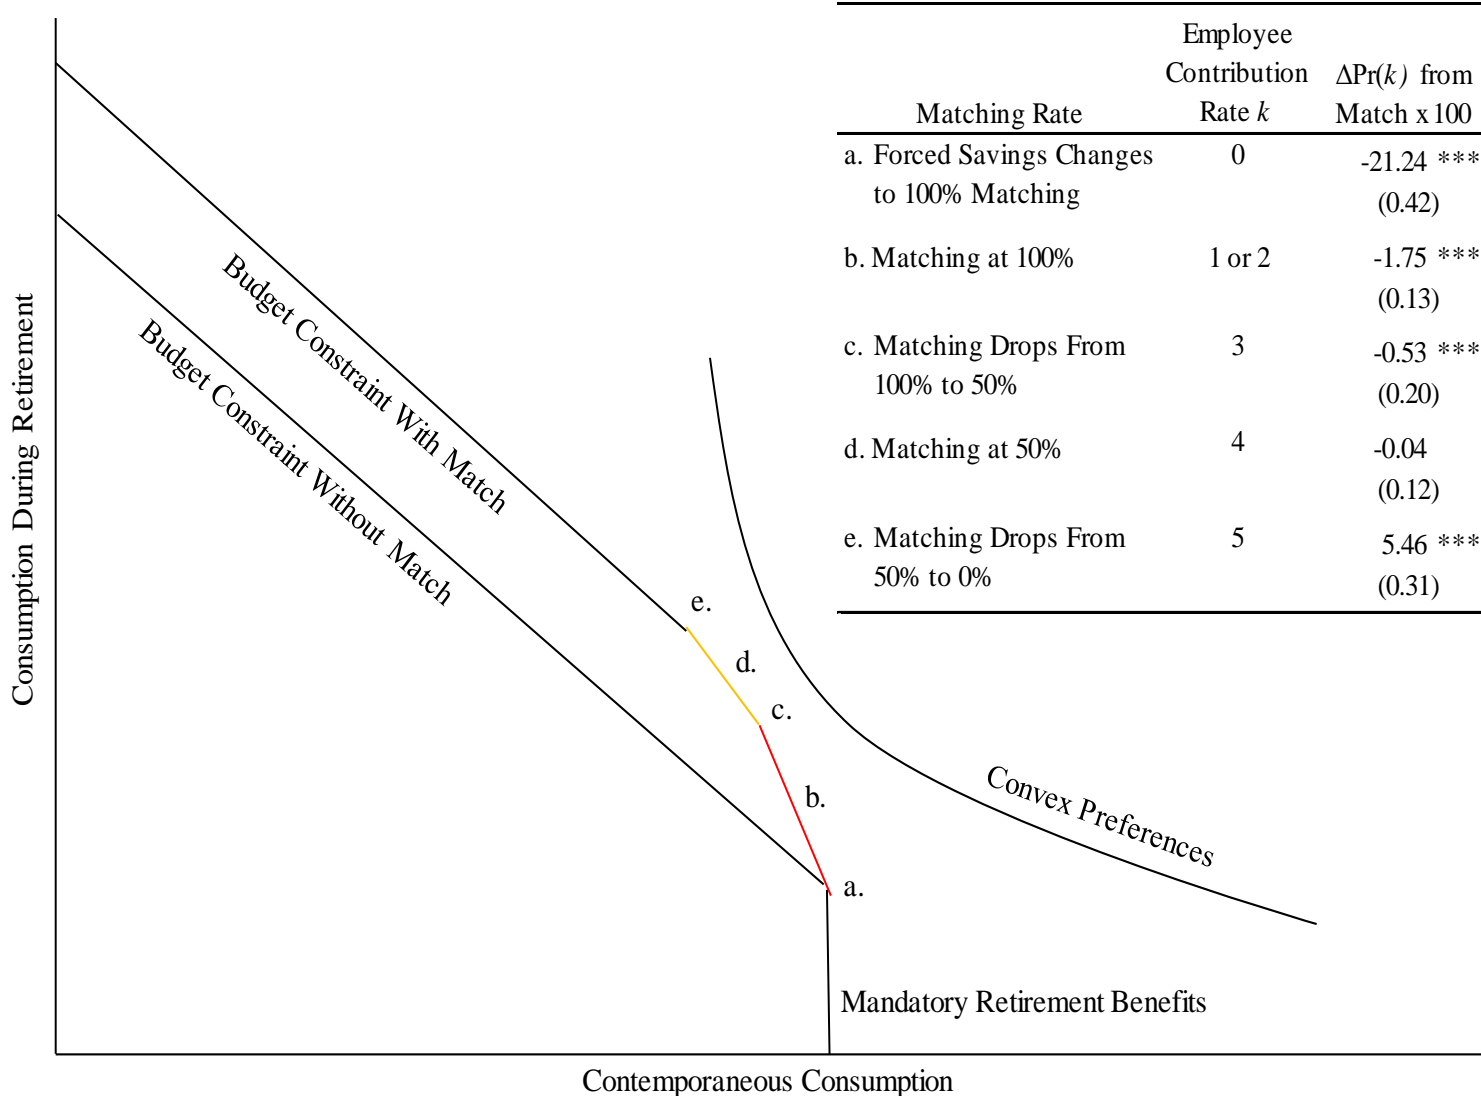 Employee
Contribution ΔPr(k) from
Matching Rate Rate k Match x 100
a. Forced Savings Changes 0 -21.24 ***
to 100% Matching (0.42)
b. Matching at 100% 1 or 2 -1.75 ***
(0.13)
c. Matching Drops From 3 -0.53 ***
100% to 50% (0.20)
d. Matching at 50% 4 -0.04
(0.12)
e. Matching Drops From 5 5.46 ***
50% to 0% (0.31)
Consumption During Retirement
Budget Constraint With Match
Budget Constraint Without Match
e.
d.
c.
b.
a.
Convex Preferences
Mandatory Retirement Benefits
Contemporaneous Consumption